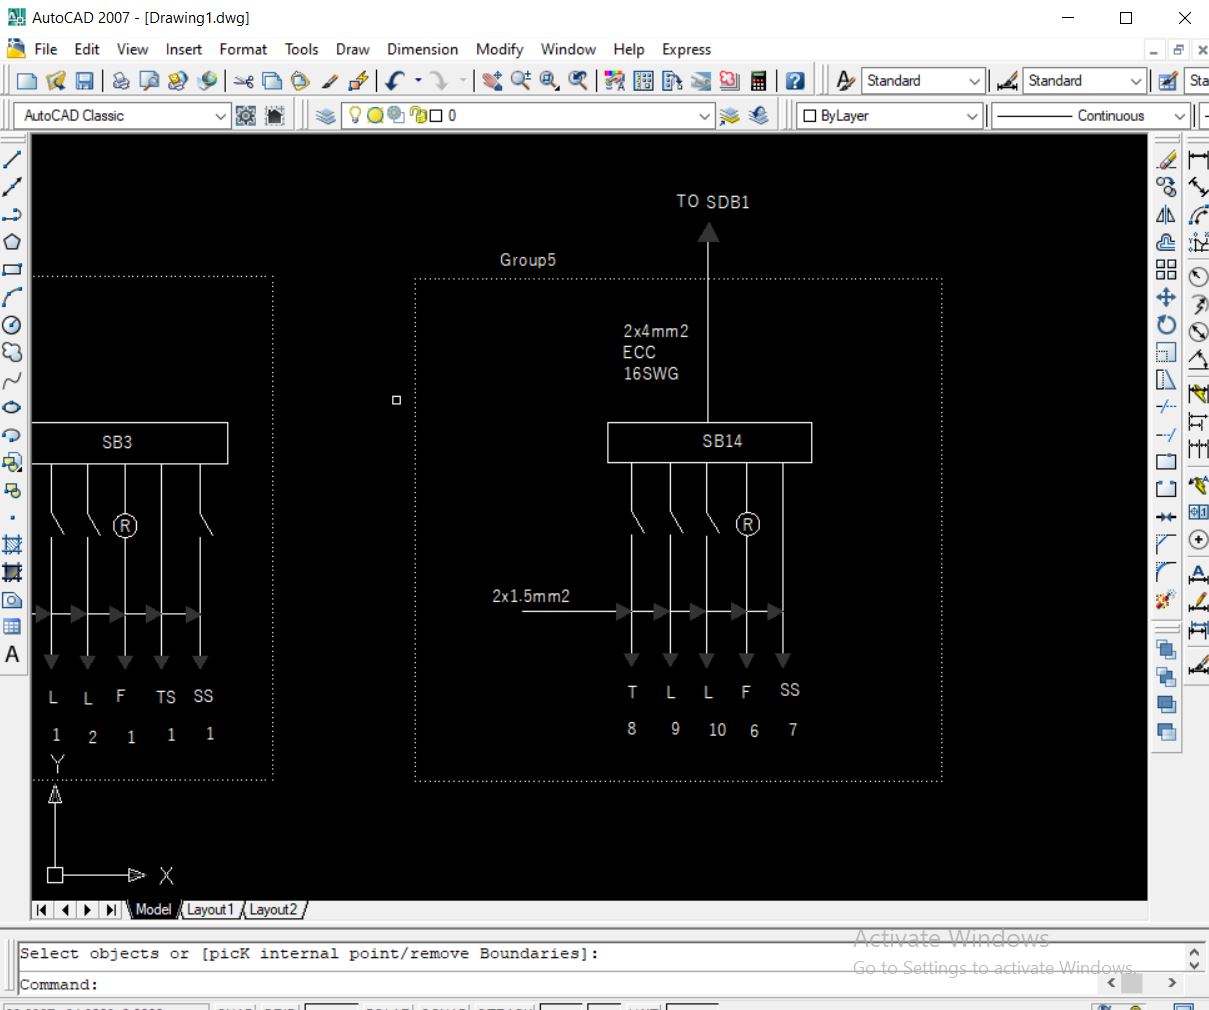 AutoCAD 2007 - [Drawing1.dwg]
File Edit View Insert Format Tools Draw Dimension Modify Window Help Express
Standard Standard Sta
AutoCAD Classic 0 ByLayer Continuous
TO SDB1
Group5
2x4mm2
ECC
16SWG
SB3 SB14
R R
2x1.5mm2
L L F TS SS T L L F SS
1 2 1 1 1 8 9 10 6 7
Y
X
Model Layout1 Layout2
Select objects or [picK internal point/remove Boundaries]:
Command:
Activate Windows
Go to Settings to activate Windows.